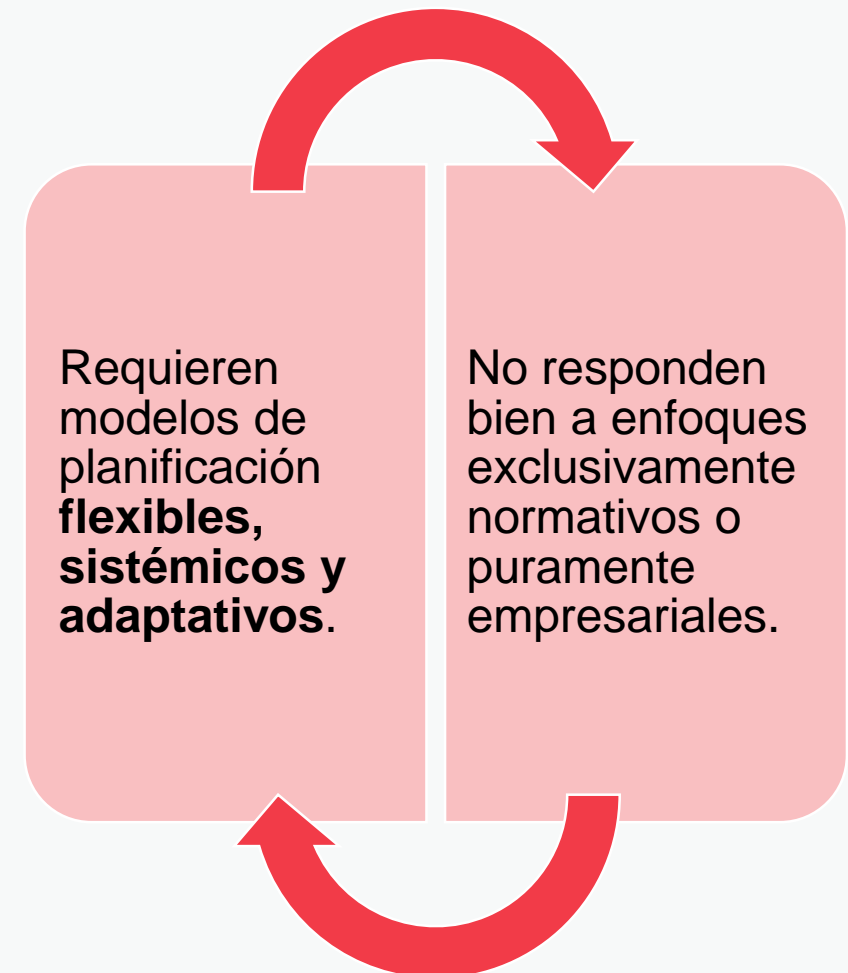 Requieren
modelos de
planificación
flexibles,
sistémicos y
adaptativos.
No responden
bien a enfoques
exclusivamente
normativos o
puramente
empresariales.